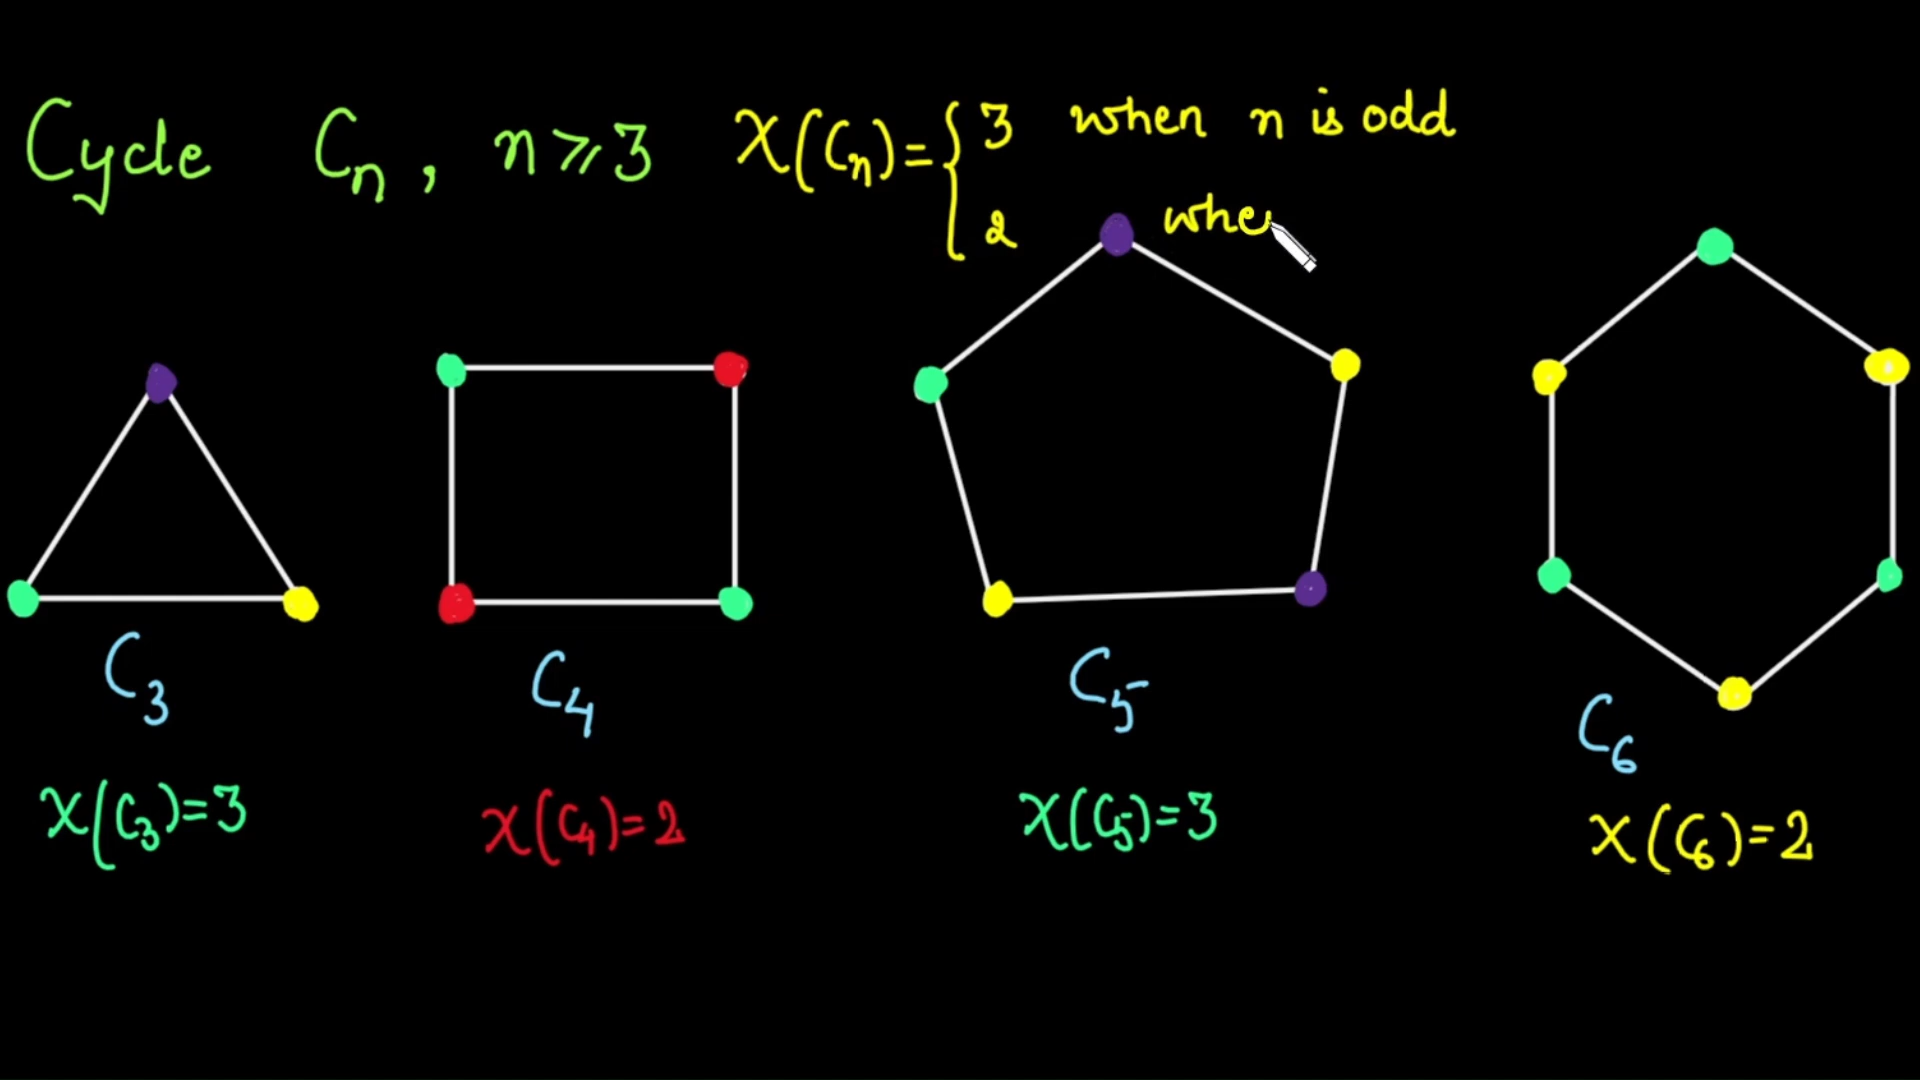 Cycle Cₙ, n ≥ 3 χ(Cₙ) = { 3 when n is odd
2 whe
C₃
C₄
C₅
C₆
χ(C₃)=3
χ(C₄)=2
χ(C₅)=3
χ(C₆)=2